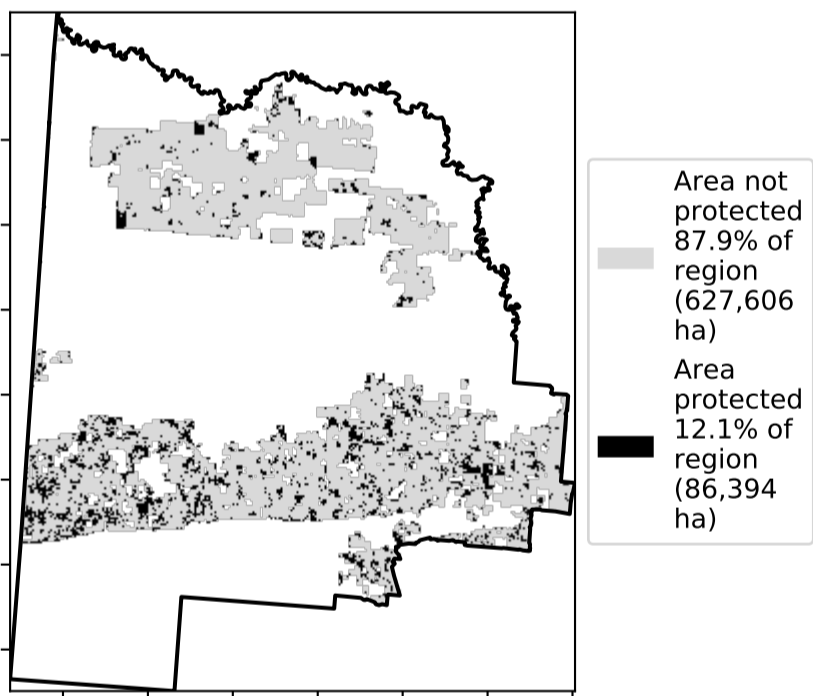 Area not
protected
87.9% of
region
(627,606
ha)
Area
protected
12.1% of
region
(86,394
ha)